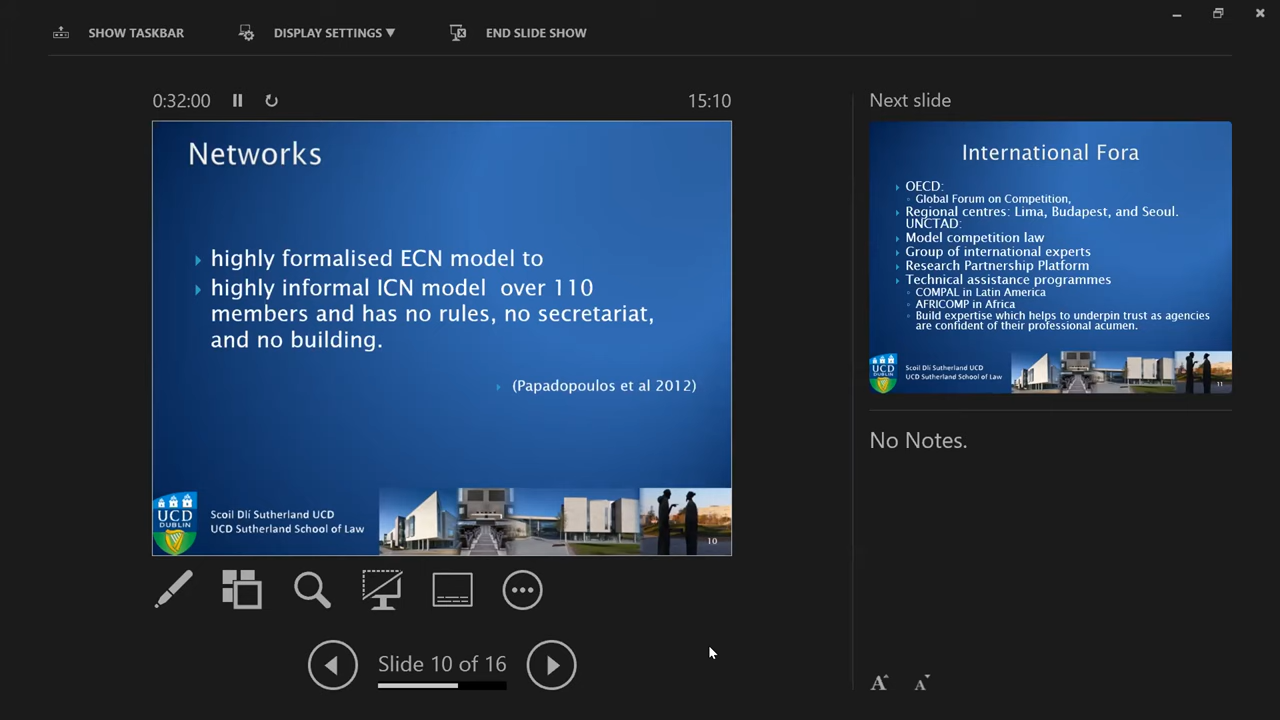 SHOW TASKBAR
DISPLAY SETTINGS ▼
END SLIDE SHOW
0:32:00
15:10
Networks
highly formalised ECN model to
highly informal ICN model over 110
members and has no rules, no secretariat,
and no building.
(Papadopoulos et al 2012)
UCD
DUBLIN
Scoil Dlí Sutherland UCD
UCD Sutherland School of Law
10
Slide 10 of 16
Next slide
International Fora
OECD:
Global Forum on Competition,
Regional centres: Lima, Budapest, and Seoul.
UNCTAD:
Model competition law
Group of international experts
Research Partnership Platform
Technical assistance programmes
COMPAL in Latin America
AFRICOMP in Africa
Build expertise which helps to underpin trust as agencies
are confident of their professional acumen.
UCD
DUBLIN
Scoil Dlí Sutherland UCD
UCD Sutherland School of Law
11
No Notes.
A A